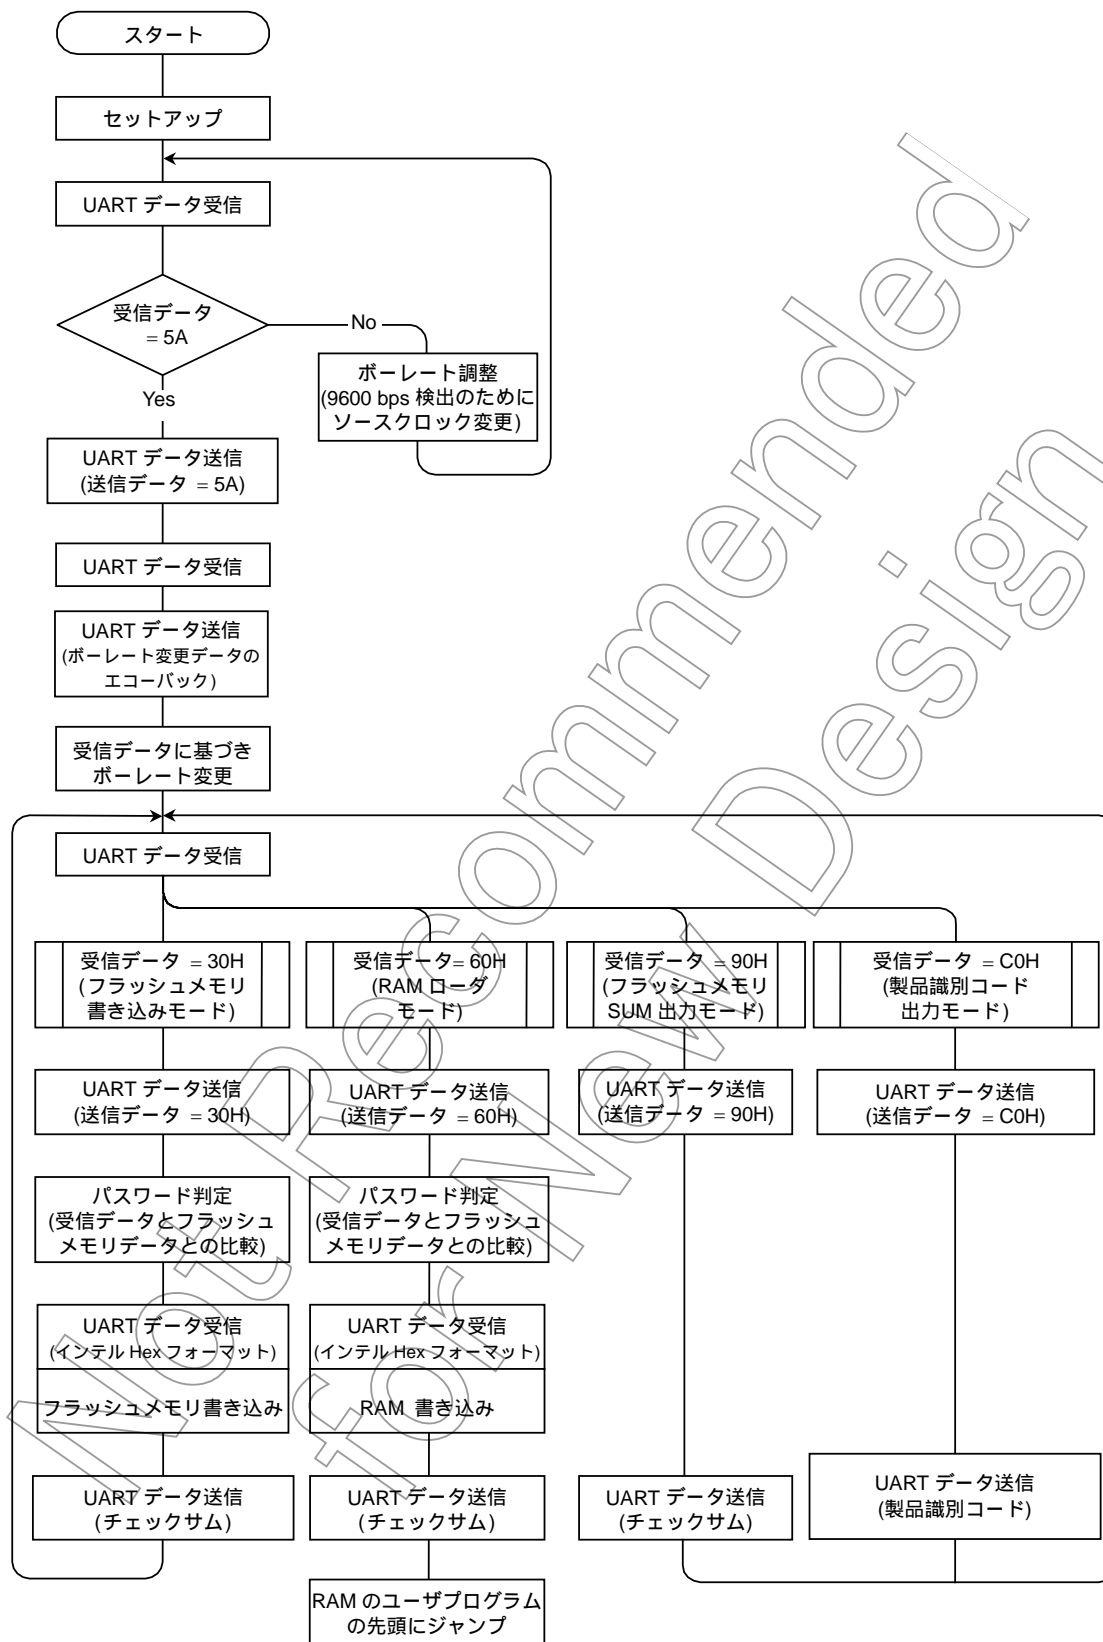 スタート
セットアップ
UART データ受信
受信データ
= 5A
No
Yes
ボーレート調整
(9600 bps 検出のために
ソースクロック変更)
UART データ送信
(送信データ = 5A)
UART データ受信
UART データ送信
(ボーレート変更データの
エコーバック)
受信データに基づき
ボーレート変更
UART データ受信
受信データ = 30H
(フラッシュメモリ
書き込みモード)
受信データ= 60H
(RAM ローダ
モード)
受信データ = 90H
(フラッシュメモリ
SUM 出力モード)
受信データ = C0H
(製品識別コード
出力モード)
UART データ送信
(送信データ = 30H)
UART データ送信
(送信データ = 60H)
UART データ送信
(送信データ = 90H)
UART データ送信
(送信データ = C0H)
パスワード判定
(受信データとフラッシュ
メモリデータとの比較)
パスワード判定
(受信データとフラッシュ
メモリデータとの比較)
UART データ受信
(インテル Hex フォーマット)
フラッシュメモリ書き込み
UART データ受信
(インテル Hex フォーマット)
RAM 書き込み
UART データ送信
(チェックサム)
UART データ送信
(チェックサム)
UART データ送信
(チェックサム)
UART データ送信
(製品識別コード)
RAM のユーザプログラム
の先頭にジャンプ
Not Recommended
for New Design